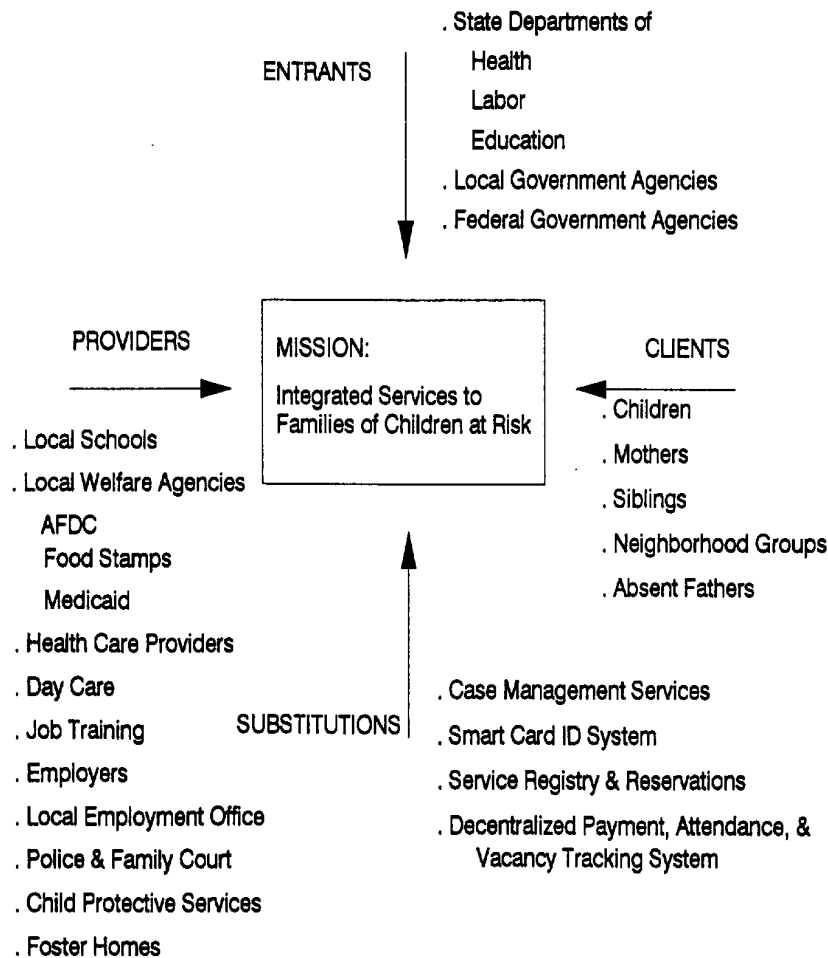 ENTRANTS
. State Departments of
Health
Labor
Education
. Local Government Agencies
. Federal Government Agencies
PROVIDERS
. Local Schools
. Local Welfare Agencies
AFDC
Food Stamps
Medicaid
. Health Care Providers
. Day Care
. Job Training
. Employers
. Local Employment Office
. Police & Family Court
. Child Protective Services
. Foster Homes
MISSION:
Integrated Services to
Families of Children at Risk
CLIENTS
. Children
. Mothers
. Siblings
. Neighborhood Groups
. Absent Fathers
SUBSTITUTIONS
. Case Management Services
. Smart Card ID System
. Service Registry & Reservations
. Decentralized Payment, Attendance, &
Vacancy Tracking System